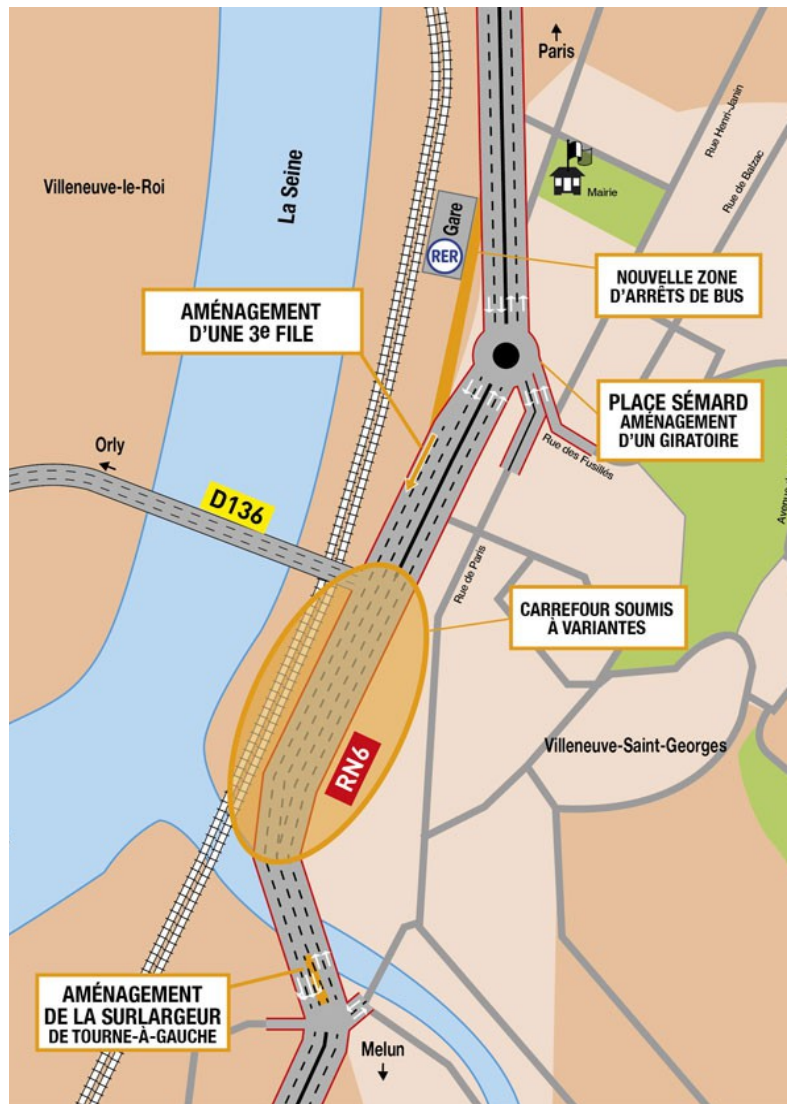 Paris
Rue Henri-Janin
Rue de Balzac
Mairie
Villeneuve-le-Roi
La Seine
Gare
RER
NOUVELLE ZONE
D'ARRÊTS DE BUS
AMÉNAGEMENT
D'UNE 3e FILE
PLACE SÉMARD
AMÉNAGEMENT
D'UN GIRATOIRE
Orly
Rue des Fusillés
D136
Rue de Paris
CARREFOUR SOUMIS
À VARIANTES
RN6
Villeneuve-Saint-Georges
AMÉNAGEMENT
DE LA SURLARGEUR
DE TOURNE-À-GAUCHE
Melun